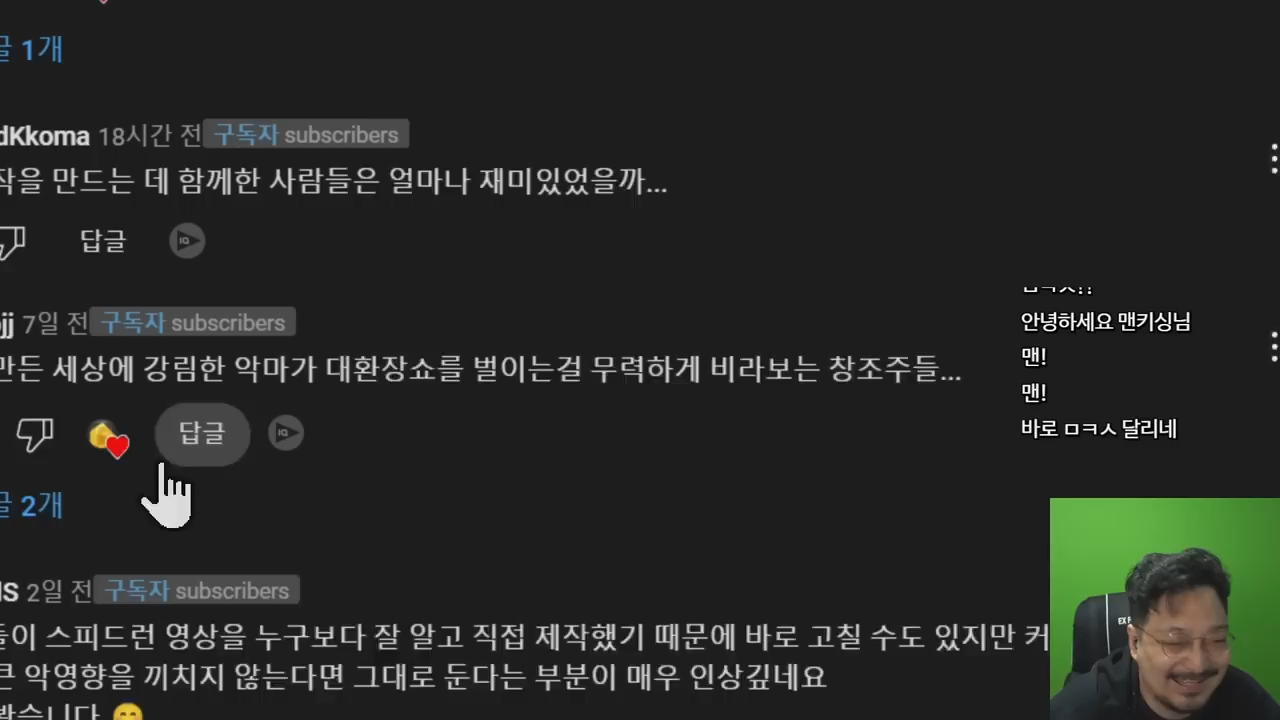 글 1개
dKkoma 18시간 전 구독자 subscribers
작을 만드는 데 함께한 사람들은 얼마나 재미있었을까...
답글
IQ
jj 7일 전 구독자 subscribers
만든 세상에 강림한 악마가 대환장쇼를 벌이는걸 무력하게 비라보는 창조주들...
답글
IQ
글 2개
안녕하세요 맨키싱님
맨!
맨!
바로 ㅁㅋㅅ 달리네
S 2일 전 구독자 subscribers
들이 스피드런 영상을 누구보다 잘 알고 직접 제작했기 때문에 바로 고칠 수도 있지만 커
큰 악영향을 끼치지 않는다면 그대로 둔다는 부분이 매우 인상깊네요
봤습니다